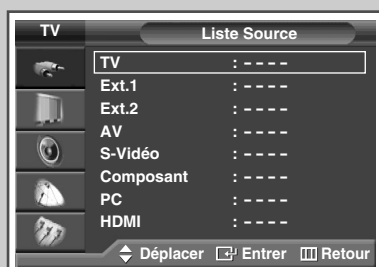 TV Liste Source
TV : - - - -
Ext.1 : - - - -
Ext.2 : - - - -
AV : - - - -
S-Vidéo : - - - -
Composant : - - - -
PC : - - - -
HDMI : - - - -
Déplacer Entrer Retour